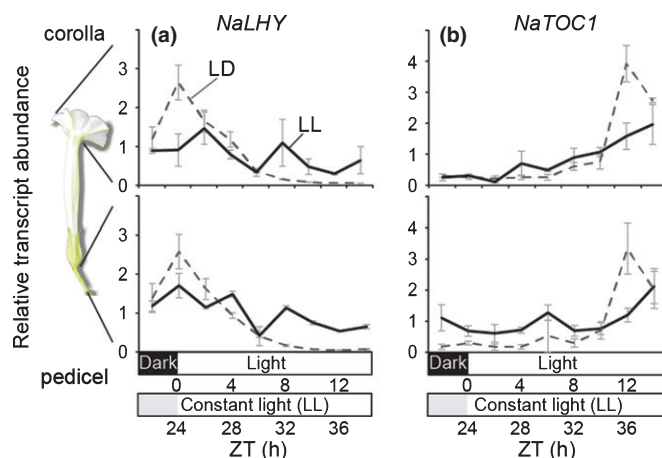 corolla
(a) NaLHY
(b) NaTOC1
Relative transcript abundance
LD
LL
3
2
1
0
5
4
3
2
1
0
3
2
1
0
5
4
3
2
1
0
pedicel
Dark Light
Dark Light
0 4 8 12
0 4 8 12
Constant light (LL)
Constant light (LL)
24 28 32 36
24 28 32 36
ZT (h)
ZT (h)